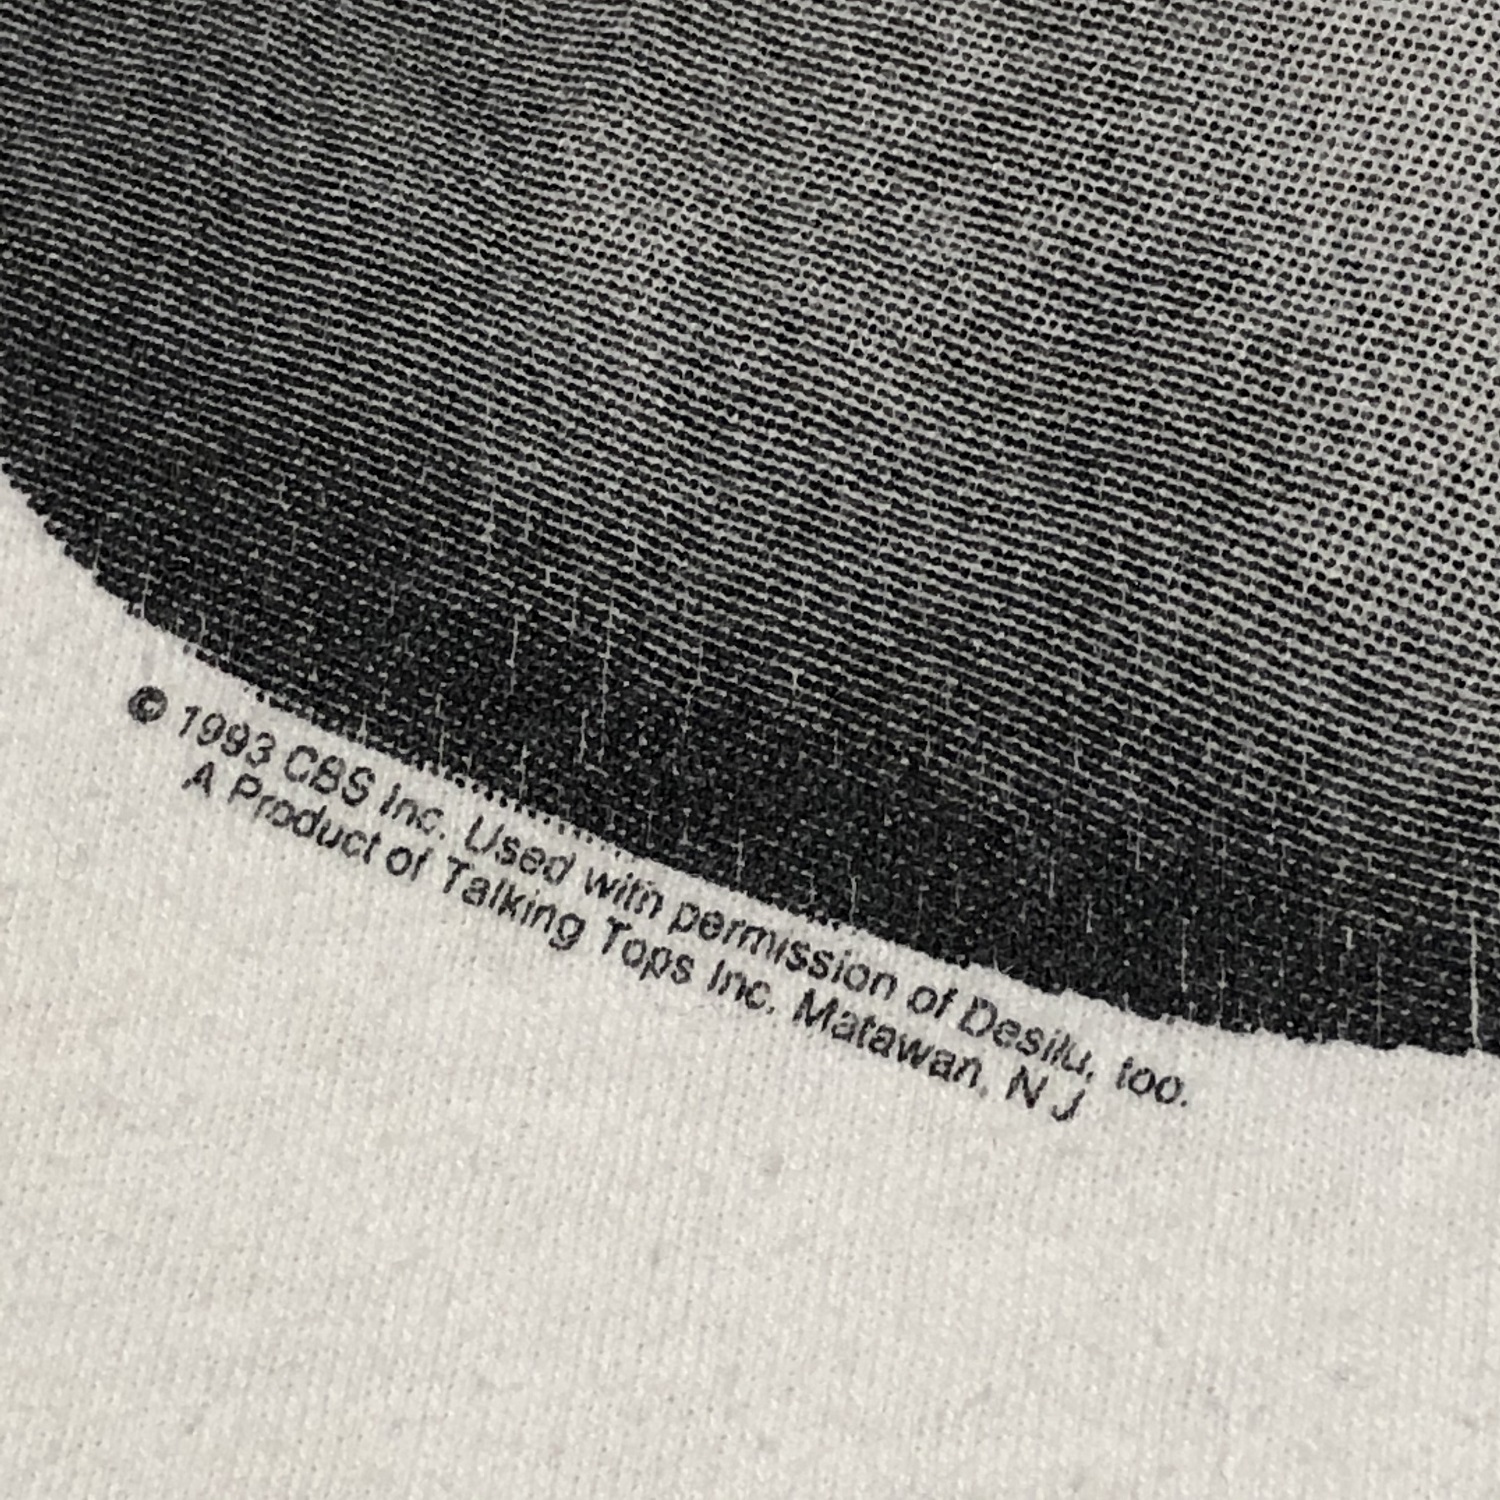 © 1993 CBS Inc. Used with permission of Desilu, too.
A Product of Talking Tops Inc. Matawan, N J